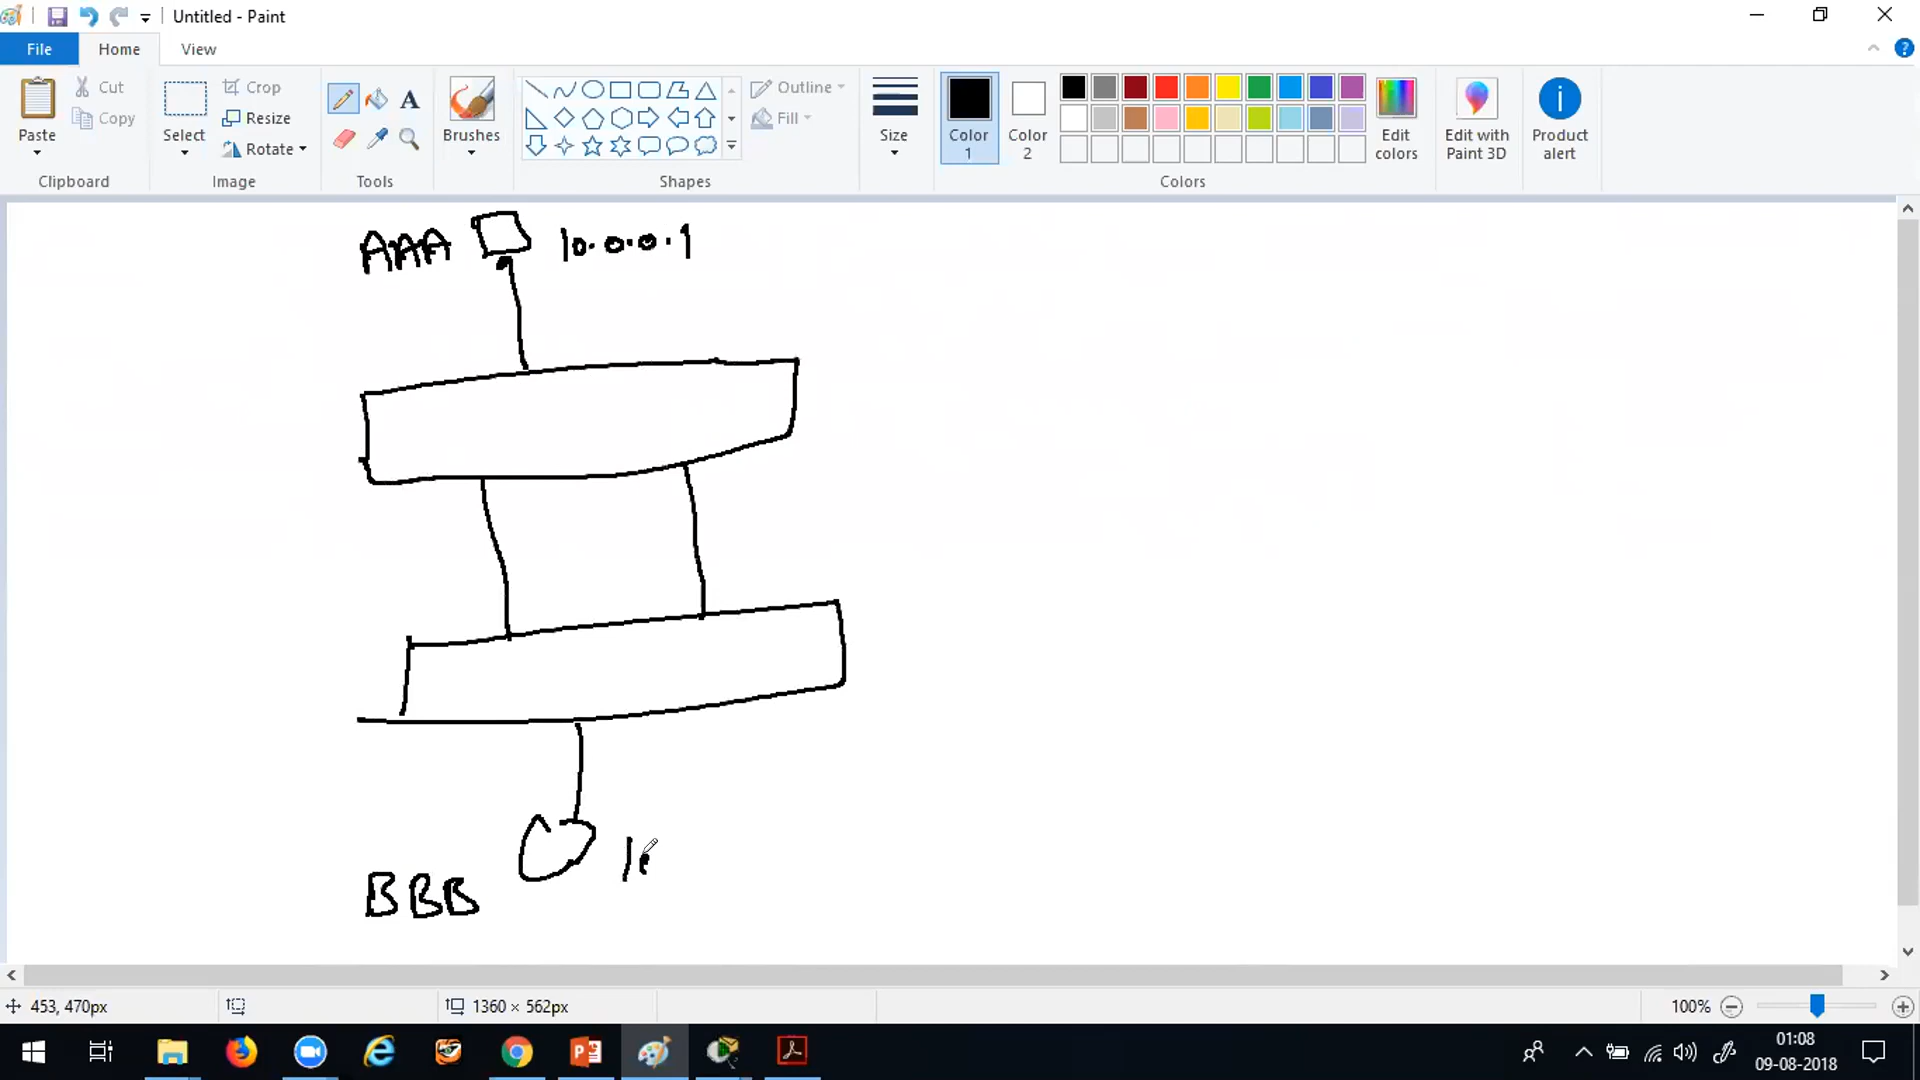 Untitled - Paint
File Home View
Paste Cut Copy Select Crop Resize Rotate Brushes Outline Fill Size Color 1 Color 2 Edit colors Edit with Paint 3D Product alert
Clipboard Image Tools Shapes Colors
AAA 10.0.0.1
BBB
453, 470px 1360 × 562px 100%
01:08
09-08-2018